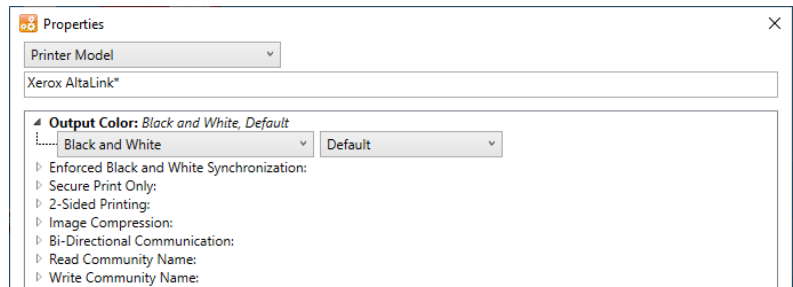 Properties
Printer Model
Xerox AltaLink*
Output Color: Black and White, Default
Black and White Default
Enforced Black and White Synchronization:
Secure Print Only:
2-Sided Printing:
Image Compression:
Bi-Directional Communication:
Read Community Name:
Write Community Name: